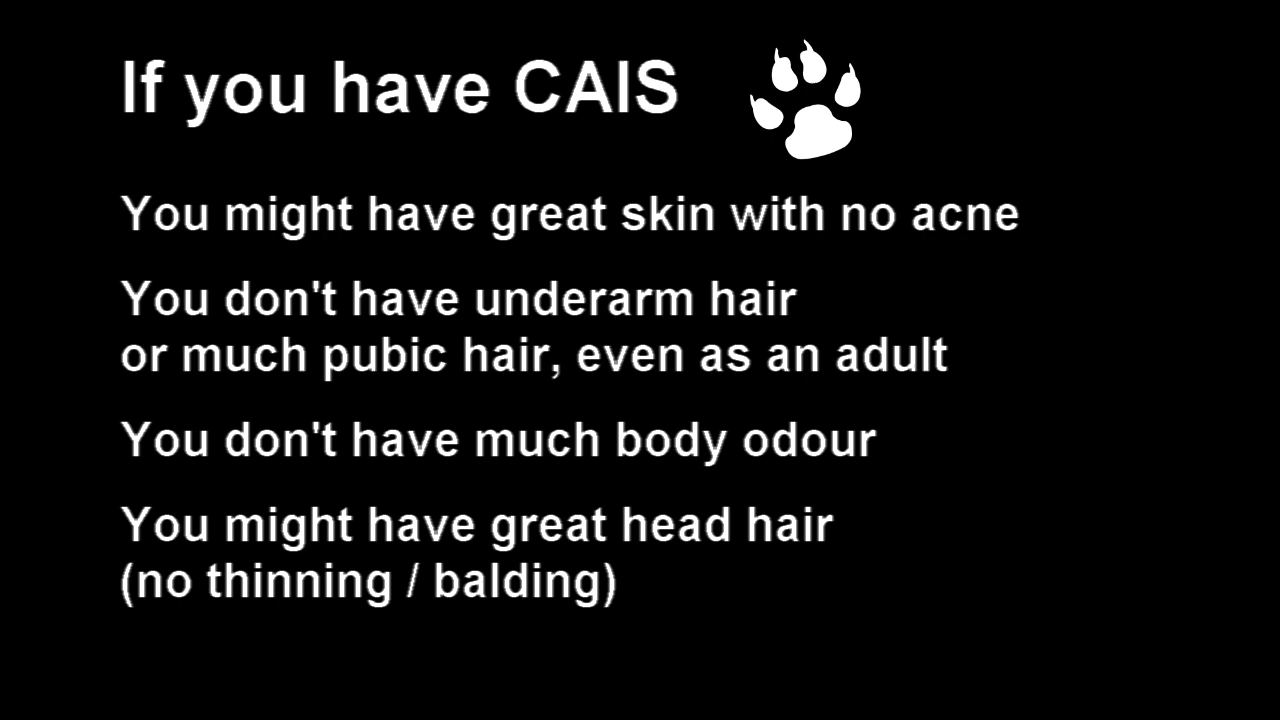 If you have CAIS
You might have great skin with no acne
You don't have underarm hair
or much pubic hair, even as an adult
You don't have much body odour
You might have great head hair
(no thinning / balding)